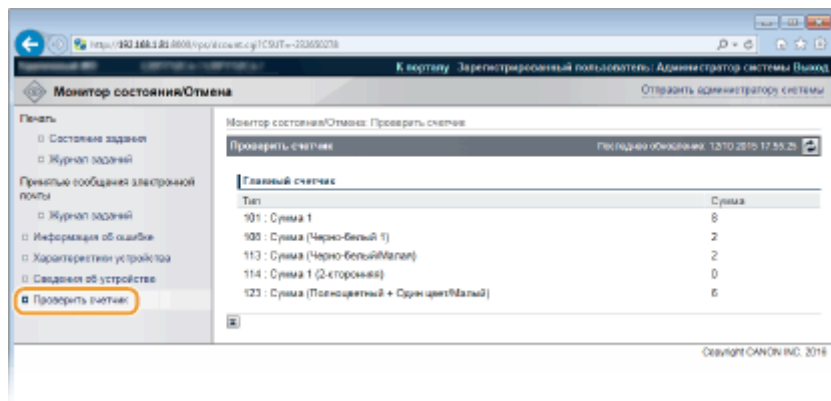 К порталу Зарегистрированный пользователь: Администратор системы Выход
Монитор состояния/Отмена
Отправить администратору системы
Печать
Состояние задания
Журнал заданий
Принятые сообщения электронной почты
Журнал заданий
Информация об ошибке
Характеристики устройства
Сведения об устройстве
Проверить счетчик
Монитор состояния/Отмена: Проверить счетчик
Проверить счетчик
Последнее обновление: 12/10 2015 17:55:25
Главный счетчик
Тип Сумма
101 : Сумма 1 8
108 : Сумма (Черно-белый 1) 2
113 : Сумма (Черно-белый/Малая) 2
114 : Сумма 1 (2-сторонняя) 0
123 : Сумма (Полноцветный + Один цвет/Малый) 6
Copyright CANON INC. 2015